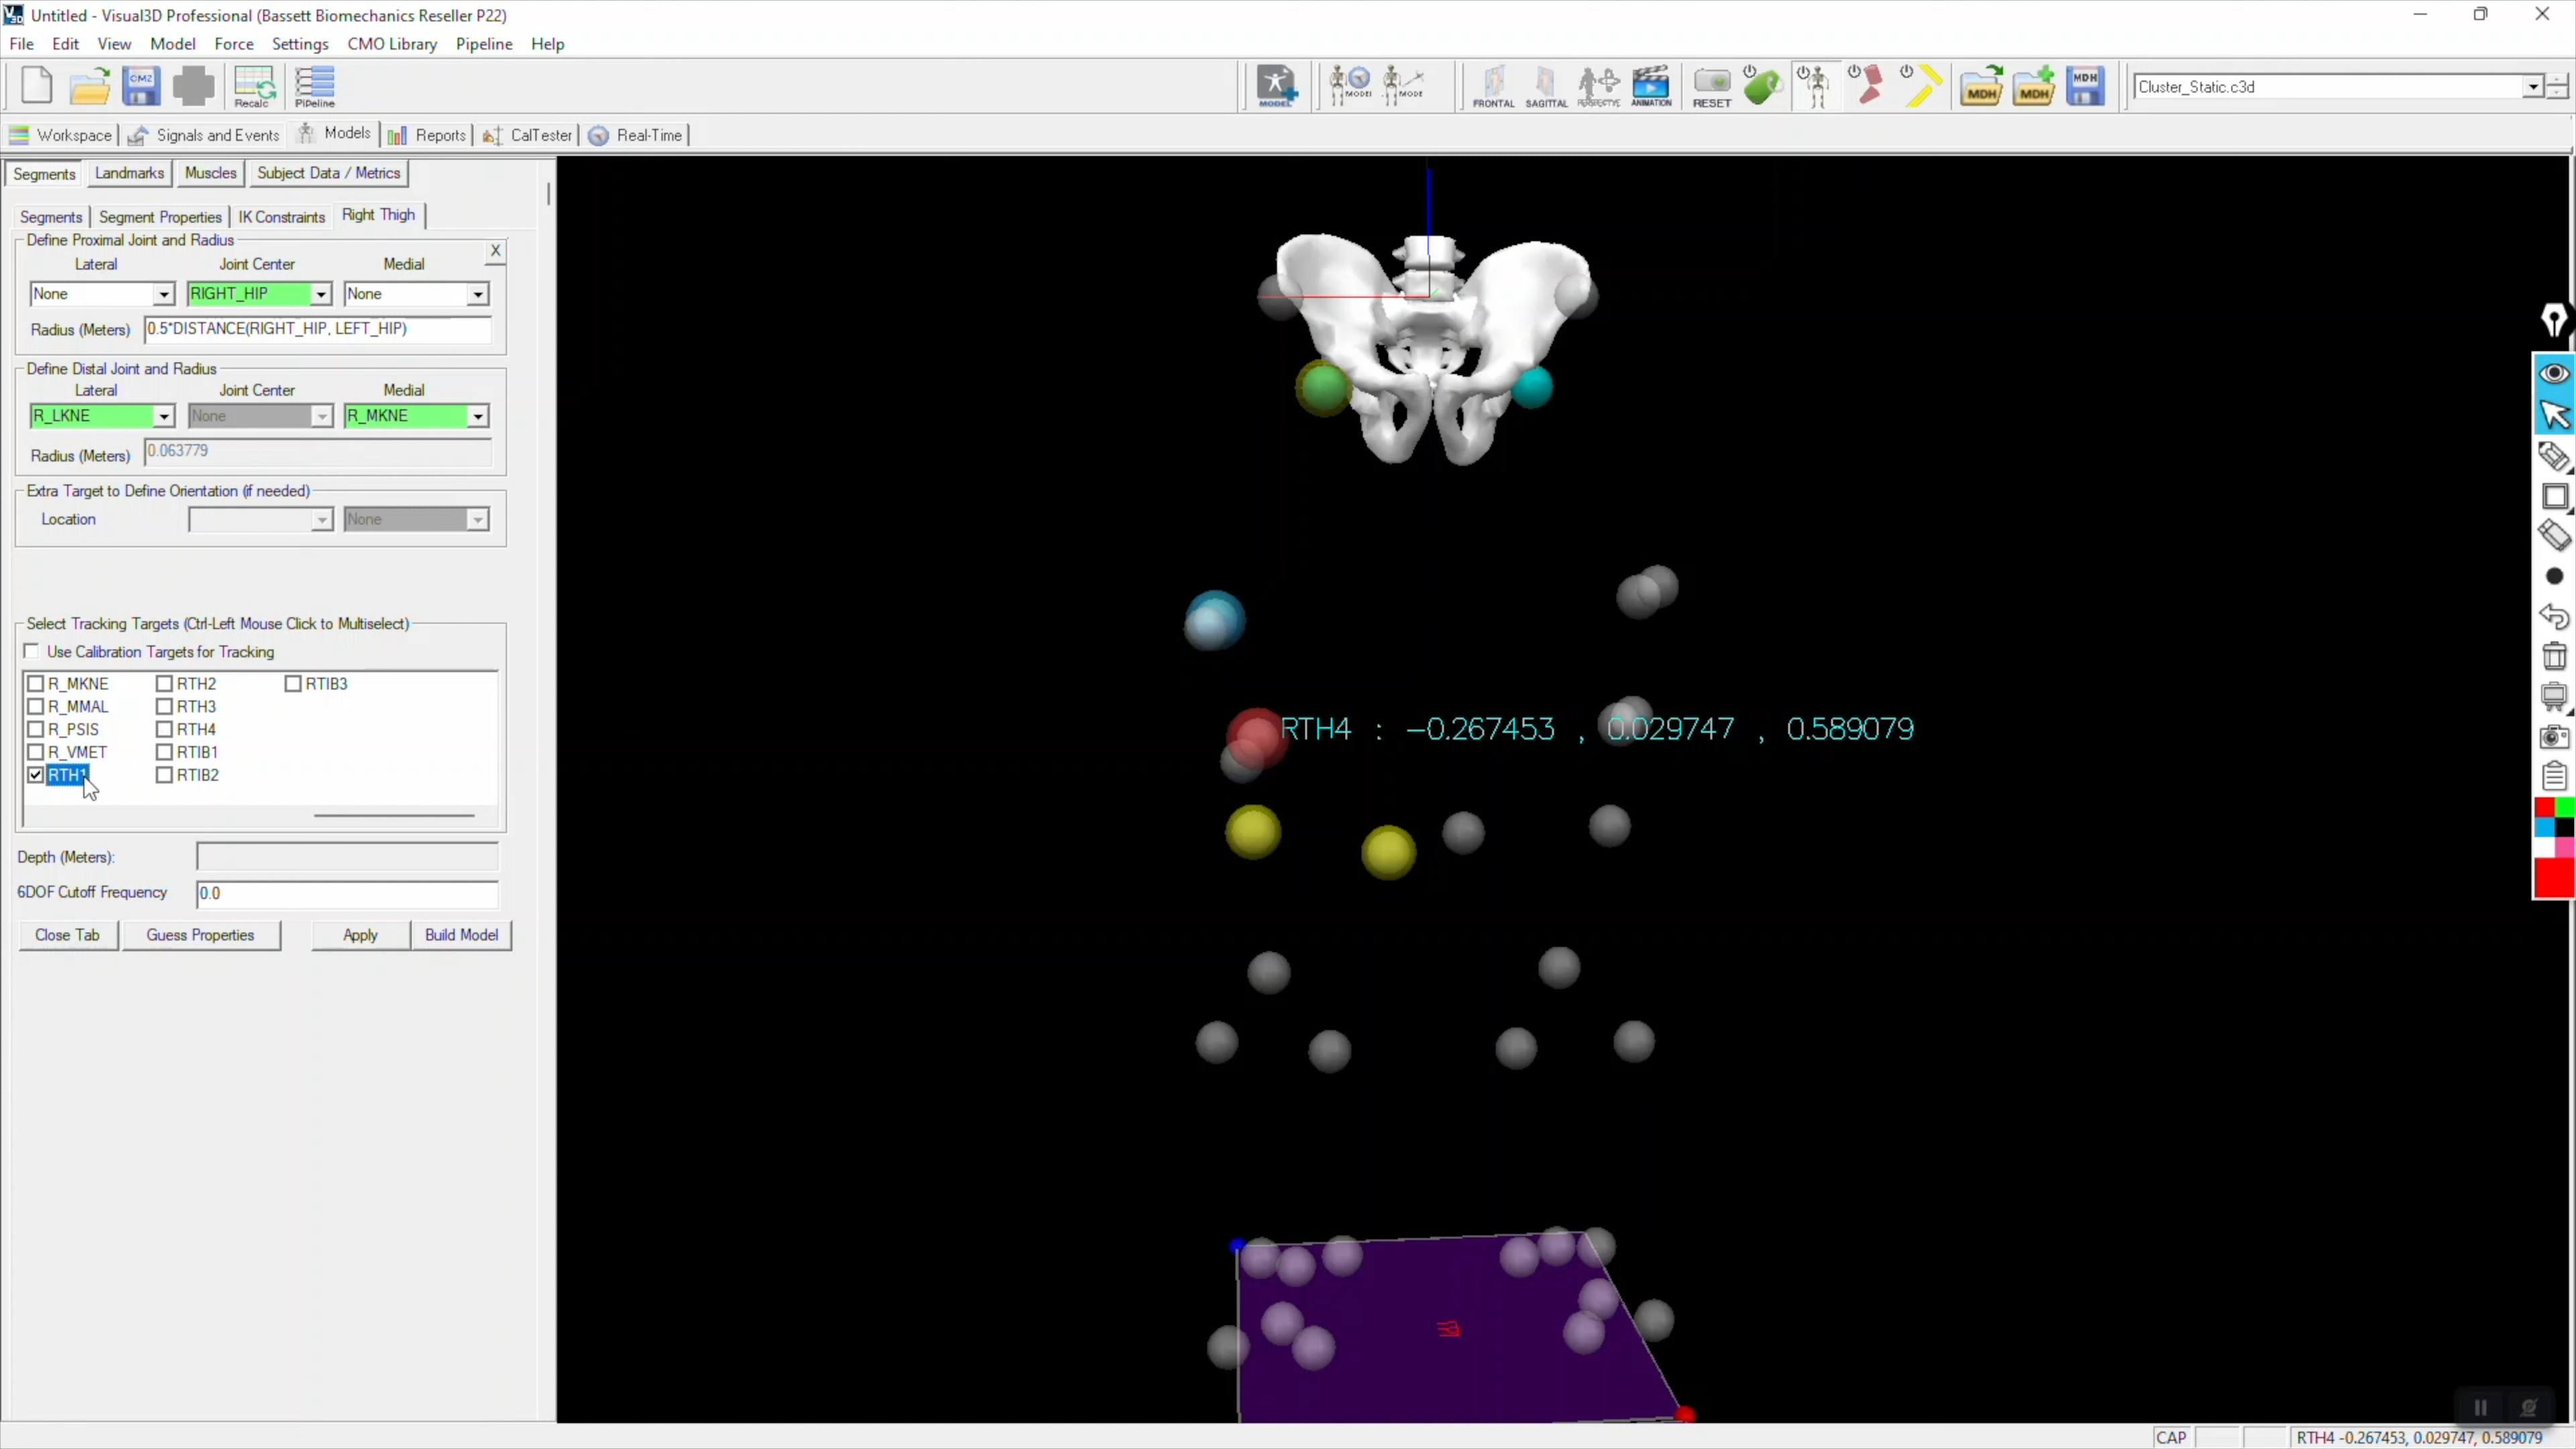 Untitled - Visual3D Professional (Bassett Biomechanics Reseller P22)
File Edit View Model Force Settings CMO Library Pipeline Help
CMZ Recalc PiPeline MODEL MODEL MODE FRONTAL SAGITTAL PERSPECTIVE ANIMATION RESET MDH MDH MDH Cluster_Static.c3d
Workspace Signals and Events Models Reports CalTester Real-Time
Segments Landmarks Muscles Subject Data / Metrics
Segments Segment Properties IK Constraints Right Thigh
Define Proximal Joint and Radius
X
Lateral Joint Center Medial
None RIGHT_HIP None
Radius (Meters) 0.5*DISTANCE(RIGHT_HIP, LEFT_HIP)
Define Distal Joint and Radius
Lateral Joint Center Medial
R_LKNE None R_MKNE
Radius (Meters) 0.063779
Extra Target to Define Orientation (if needed)
Location None
Select Tracking Targets (Ctrl-Left Mouse Click to Multiselect)
Use Calibration Targets for Tracking
R_MKNE RTH2 RTIB3
R_MMAL RTH3
R_PSIS RTH4
R_VMET RTIB1
RTH1 RTIB2
RTH4 : -0.267453 , 0.029747 , 0.589079
Depth (Meters):
6DOF Cutoff Frequency 0.0
Close Tab Guess Properties Apply Build Model
CAP RTH4 -0.267453, 0.029747, 0.589079